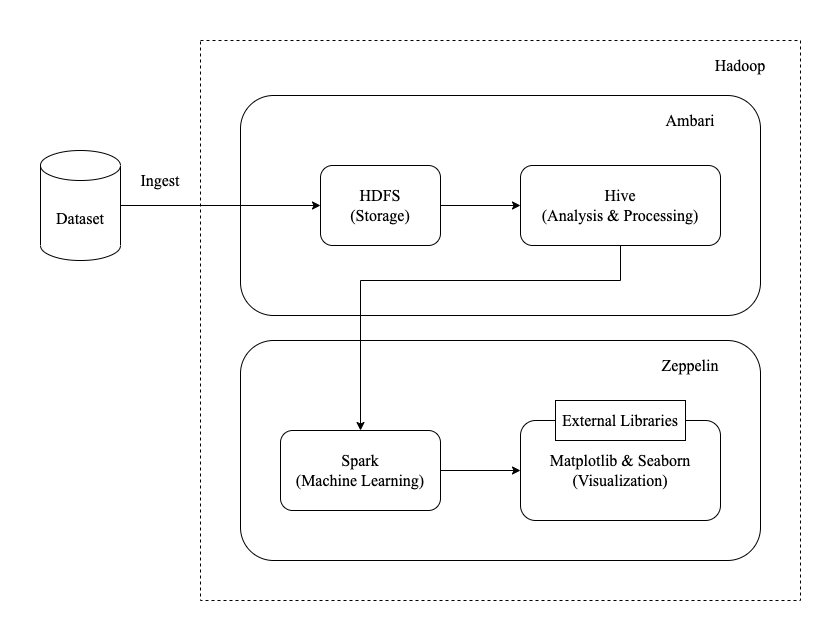 Hadoop
Ambari
Ingest
Dataset
HDFS
(Storage)
Hive
(Analysis & Processing)
Zeppelin
External Libraries
Spark
(Machine Learning)
Matplotlib & Seaborn
(Visualization)